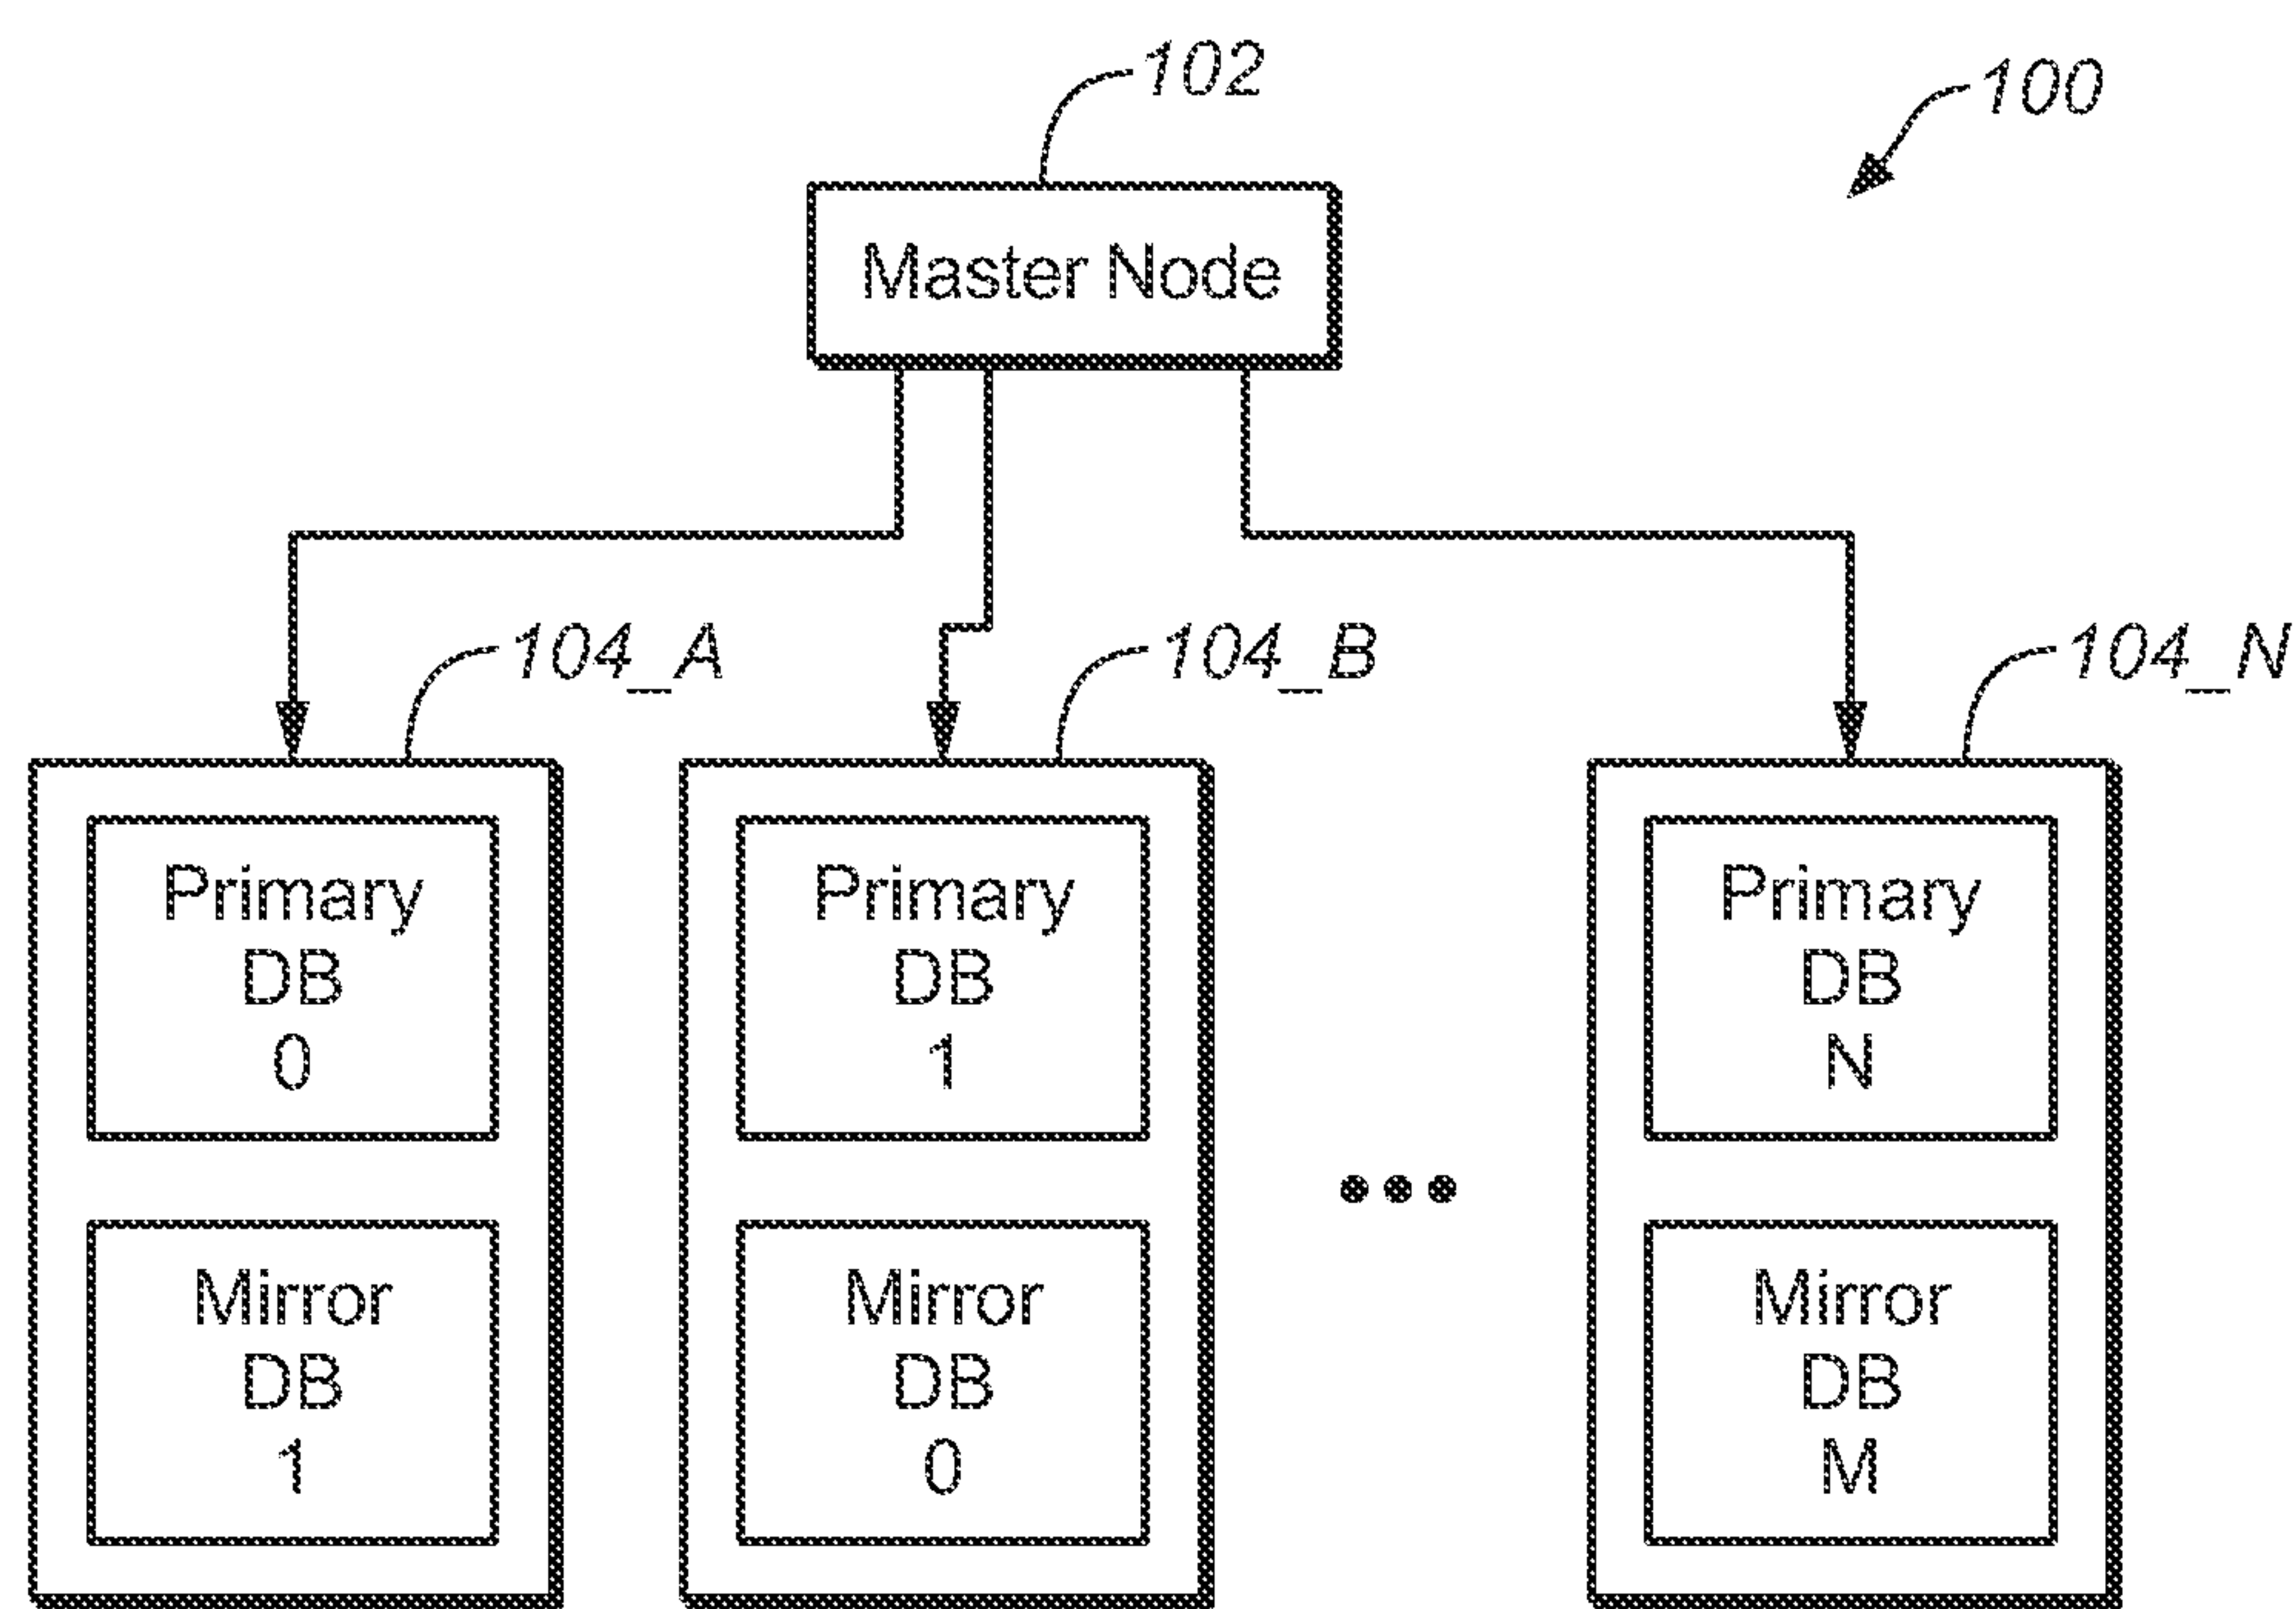 102
100
Master Node
104_A
104_B
104_N
Primary
DB
0
Primary
DB
1
Primary
DB
N
Mirror
DB
1
Mirror
DB
0
Mirror
DB
M